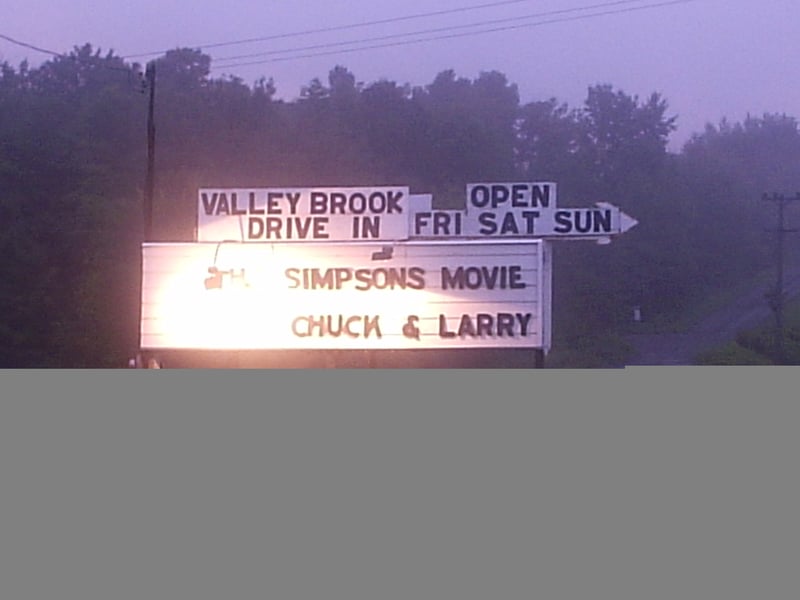 VALLEY BROOK
DRIVE IN
OPEN
FRI SAT SUN
SIMPSONS MOVIE
CHUCK & LARRY